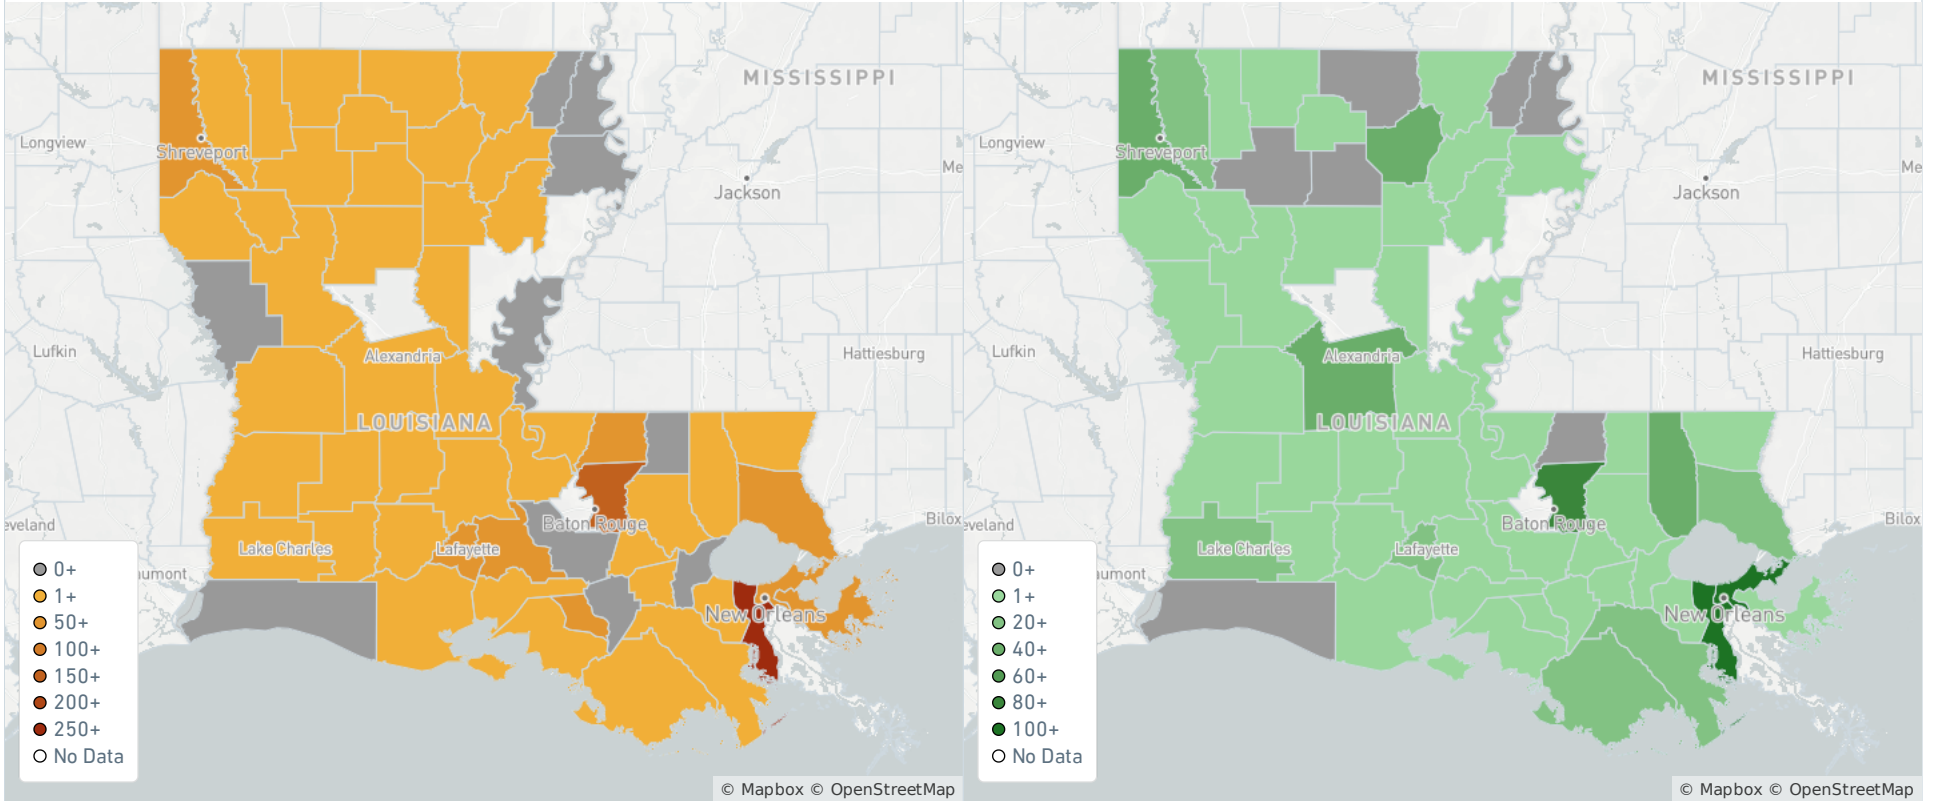 MISSISSIPPI
Longview
Shreveport
Me
Jackson
Lufkin
Alexandria
Hattiesburg
LOUISIANA
Baton Rouge
Bilox
eveland
Lake Charles
Lafayette
aumont
New Orleans
0+
1+
50+
100+
150+
200+
250+
No Data
© Mapbox © OpenStreetMap
MISSISSIPPI
Longview
Shreveport
Me
Jackson
Lufkin
Alexandria
Hattiesburg
LOUISIANA
Baton Rouge
Bilox
eveland
Lake Charles
Lafayette
aumont
New Orleans
0+
1+
20+
40+
60+
80+
100+
No Data
© Mapbox © OpenStreetMap